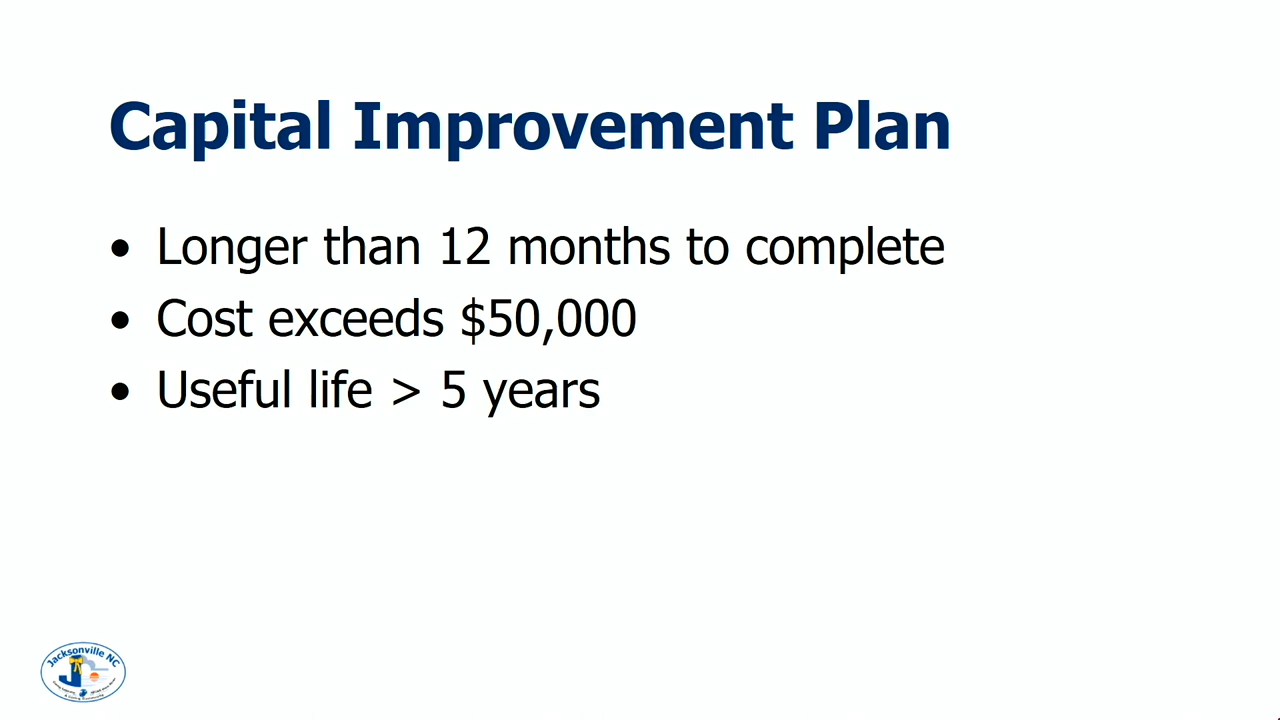 Capital Improvement Plan
• Longer than 12 months to complete
• Cost exceeds $50,000
• Useful life > 5 years
Jacksonville NC